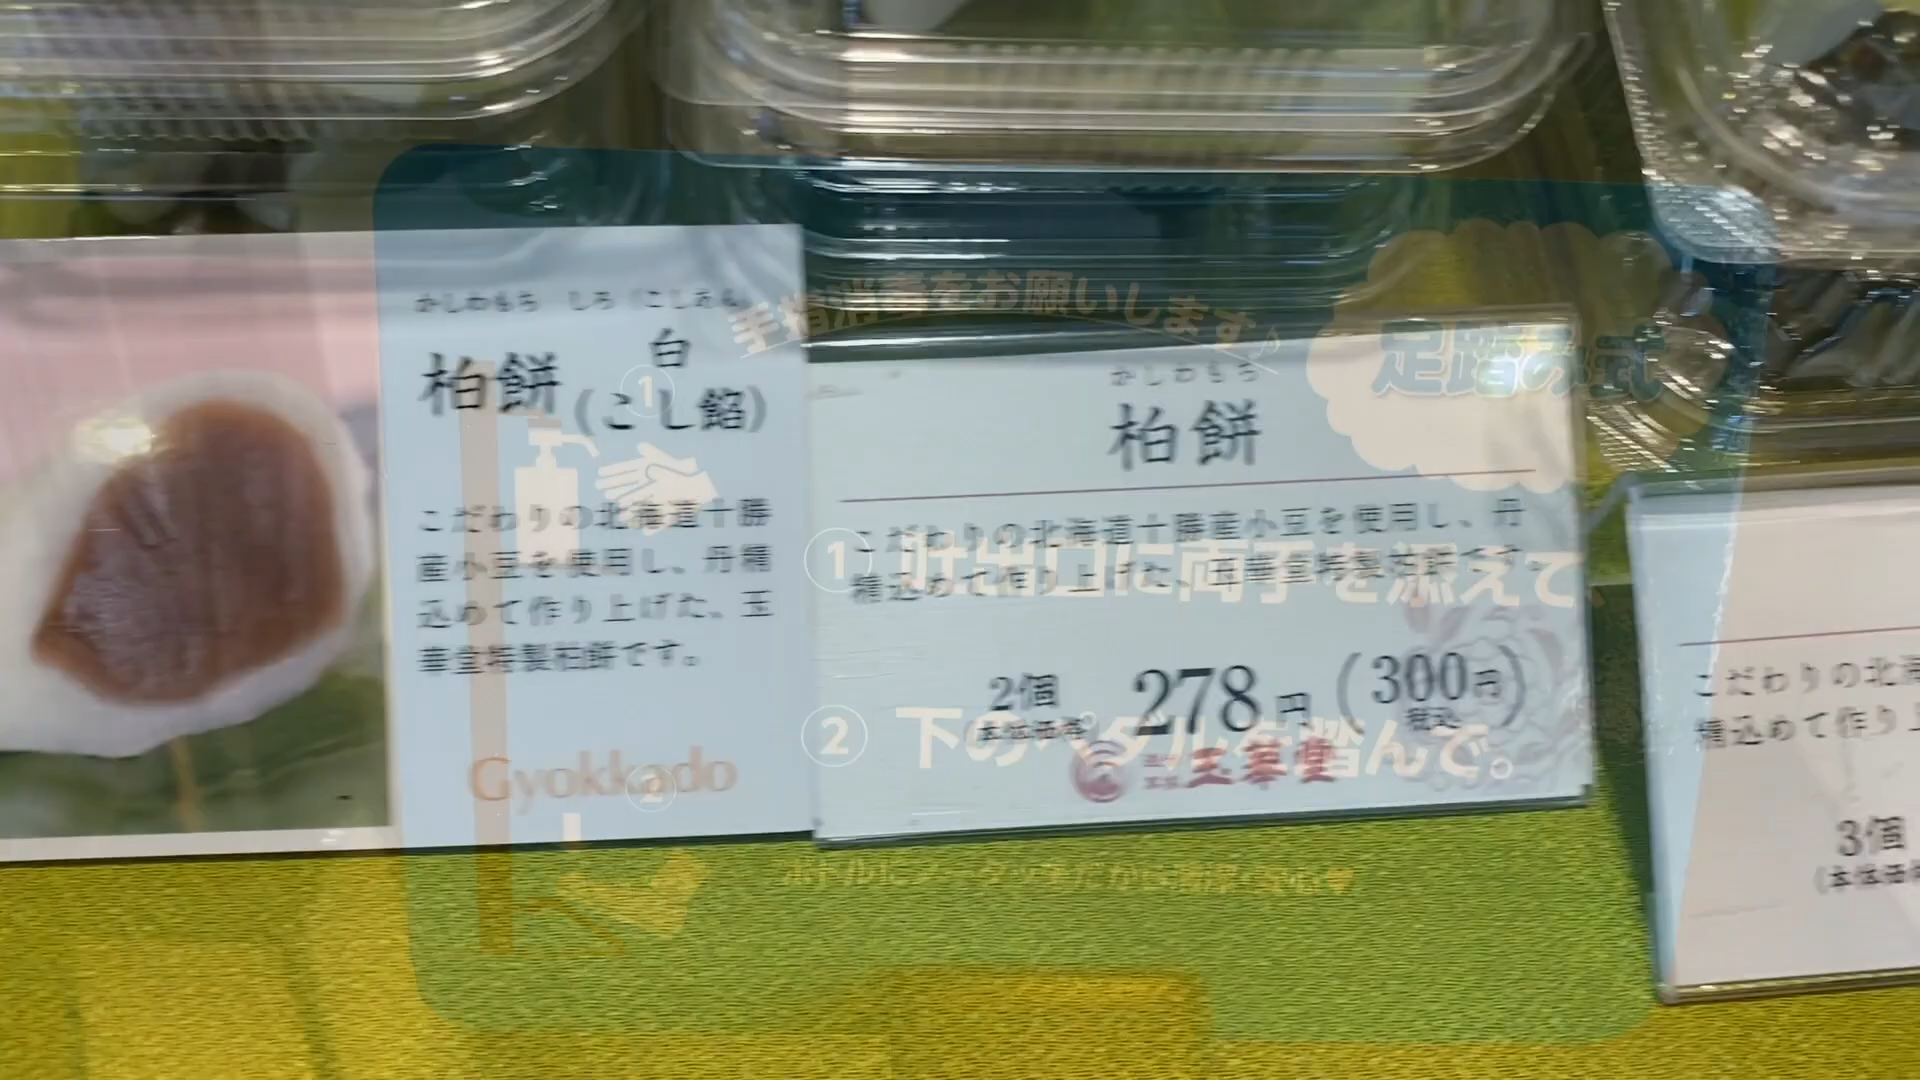 かしわもち しろ（こしあん
柏餅
白
（こし餡）
こだわりの北海道十勝
産小豆を使用し、丹精
込めて作り上げた、玉
華堂特製柏餅です。
Gyokkado
かしわもち
柏餅
こだわりの北海道十勝産小豆を使用し、丹
精込めて作り上げた、玉華堂特製柏餅です。
2個
本体価格
278円（300円）
税込
玉華堂
こだわりの北海
精込めて作り上
3個
（本体価格
手指消毒をお願いします♪
足踏み式
①
①吐出口に両手を添えて、
②下のペダルを踏んで。
②